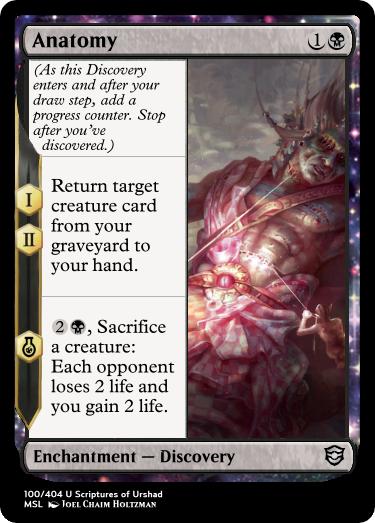 Anatomy 1
(As this Discovery
enters and after your
draw step, add a
progress counter. Stop
after you've
discovered.)
I
II
Return target
creature card
from your
graveyard to
your hand.
2, Sacrifice
a creature:
Each opponent
loses 2 life and
you gain 2 life.
Enchantment — Discovery
100/404 U Scriptures of Urshad
MSL Joel Chaim Holtzman